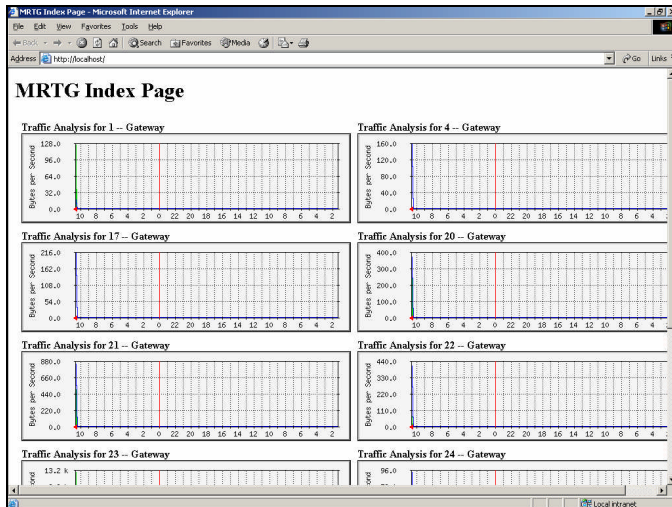 MRTG Index Page - Microsoft Internet Explorer
File Edit View Favorites Tools Help
Back Search Favorites Media
Address http://localhost/ Go Links
MRTG Index Page
Traffic Analysis for 1 -- Gateway
Bytes per Second
128.0
96.0
64.0
32.0
0.0
10 8 6 4 2 0 22 20 18 16 14 12 10 8 6 4 2
Traffic Analysis for 4 -- Gateway
Bytes per Second
160.0
120.0
80.0
40.0
0.0
10 8 6 4 2 0 22 20 18 16 14 12 10 8 6 4
Traffic Analysis for 17 -- Gateway
Bytes per Second
216.0
162.0
108.0
54.0
0.0
10 8 6 4 2 0 22 20 18 16 14 12 10 8 6 4 2
Traffic Analysis for 20 -- Gateway
Bytes per Second
400.0
300.0
200.0
100.0
0.0
10 8 6 4 2 0 22 20 18 16 14 12 10 8 6 4
Traffic Analysis for 21 -- Gateway
Bytes per Second
880.0
660.0
440.0
220.0
0.0
10 8 6 4 2 0 22 20 18 16 14 12 10 8 6 4 2
Traffic Analysis for 22 -- Gateway
Bytes per Second
440.0
330.0
220.0
110.0
0.0
10 8 6 4 2 0 22 20 18 16 14 12 10 8 6 4
Traffic Analysis for 23 -- Gateway
13.2 k
Traffic Analysis for 24 -- Gateway
96.0
Local intranet